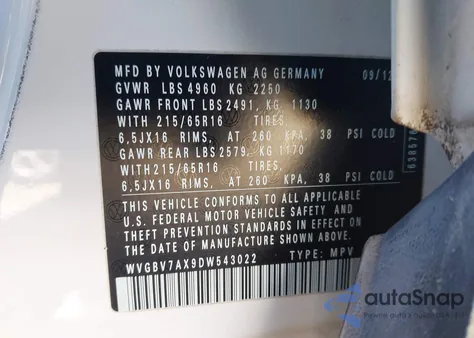 MFD BY VOLKSWAGEN AG GERMANY 09/12
GVWR LBS 4960 KG 2250
GAWR FRONT LBS 2491, KG 1130
WITH 215/65R16 TIRES,
6,5JX16 RIMS, AT 260 KPA, 38 PSI COLD
GAWR REAR LBS 2579, KG 1170
WITH 215/65R16 TIRES,
6,5JX16 RIMS, AT 260 KPA, 38 PSI COLD
THIS VEHICLE CONFORMS TO ALL APPLICABLE
U.S. FEDERAL MOTOR VEHICLE SAFETY AND
THEFT PREVENTION STANDARDS IN EFFECT
ON THE DATE OF MANUFACTURE SHOWN ABOVE
WVGBV7AX9DW543022 TYPE: MPV
autoSnap